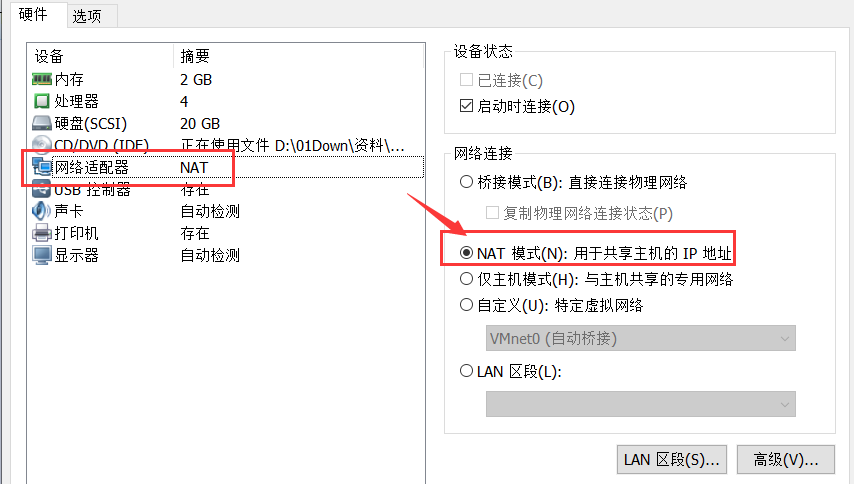 硬件 选项
设备 摘要
内存 2 GB
处理器 4
硬盘(SCSI) 20 GB
CD/DVD (IDE) 正在使用文件 D:\01Down\资料\...
网络适配器 NAT
USB 控制器 存在
声卡 自动检测
打印机 存在
显示器 自动检测
设备状态
已连接(C)
启动时连接(O)
网络连接
桥接模式(B): 直接连接物理网络
复制物理网络连接状态(P)
NAT 模式(N): 用于共享主机的 IP 地址
仅主机模式(H): 与主机共享的专用网络
自定义(U): 特定虚拟网络
VMnet0 (自动桥接)
LAN 区段(L):
LAN 区段(S)... 高级(V)...